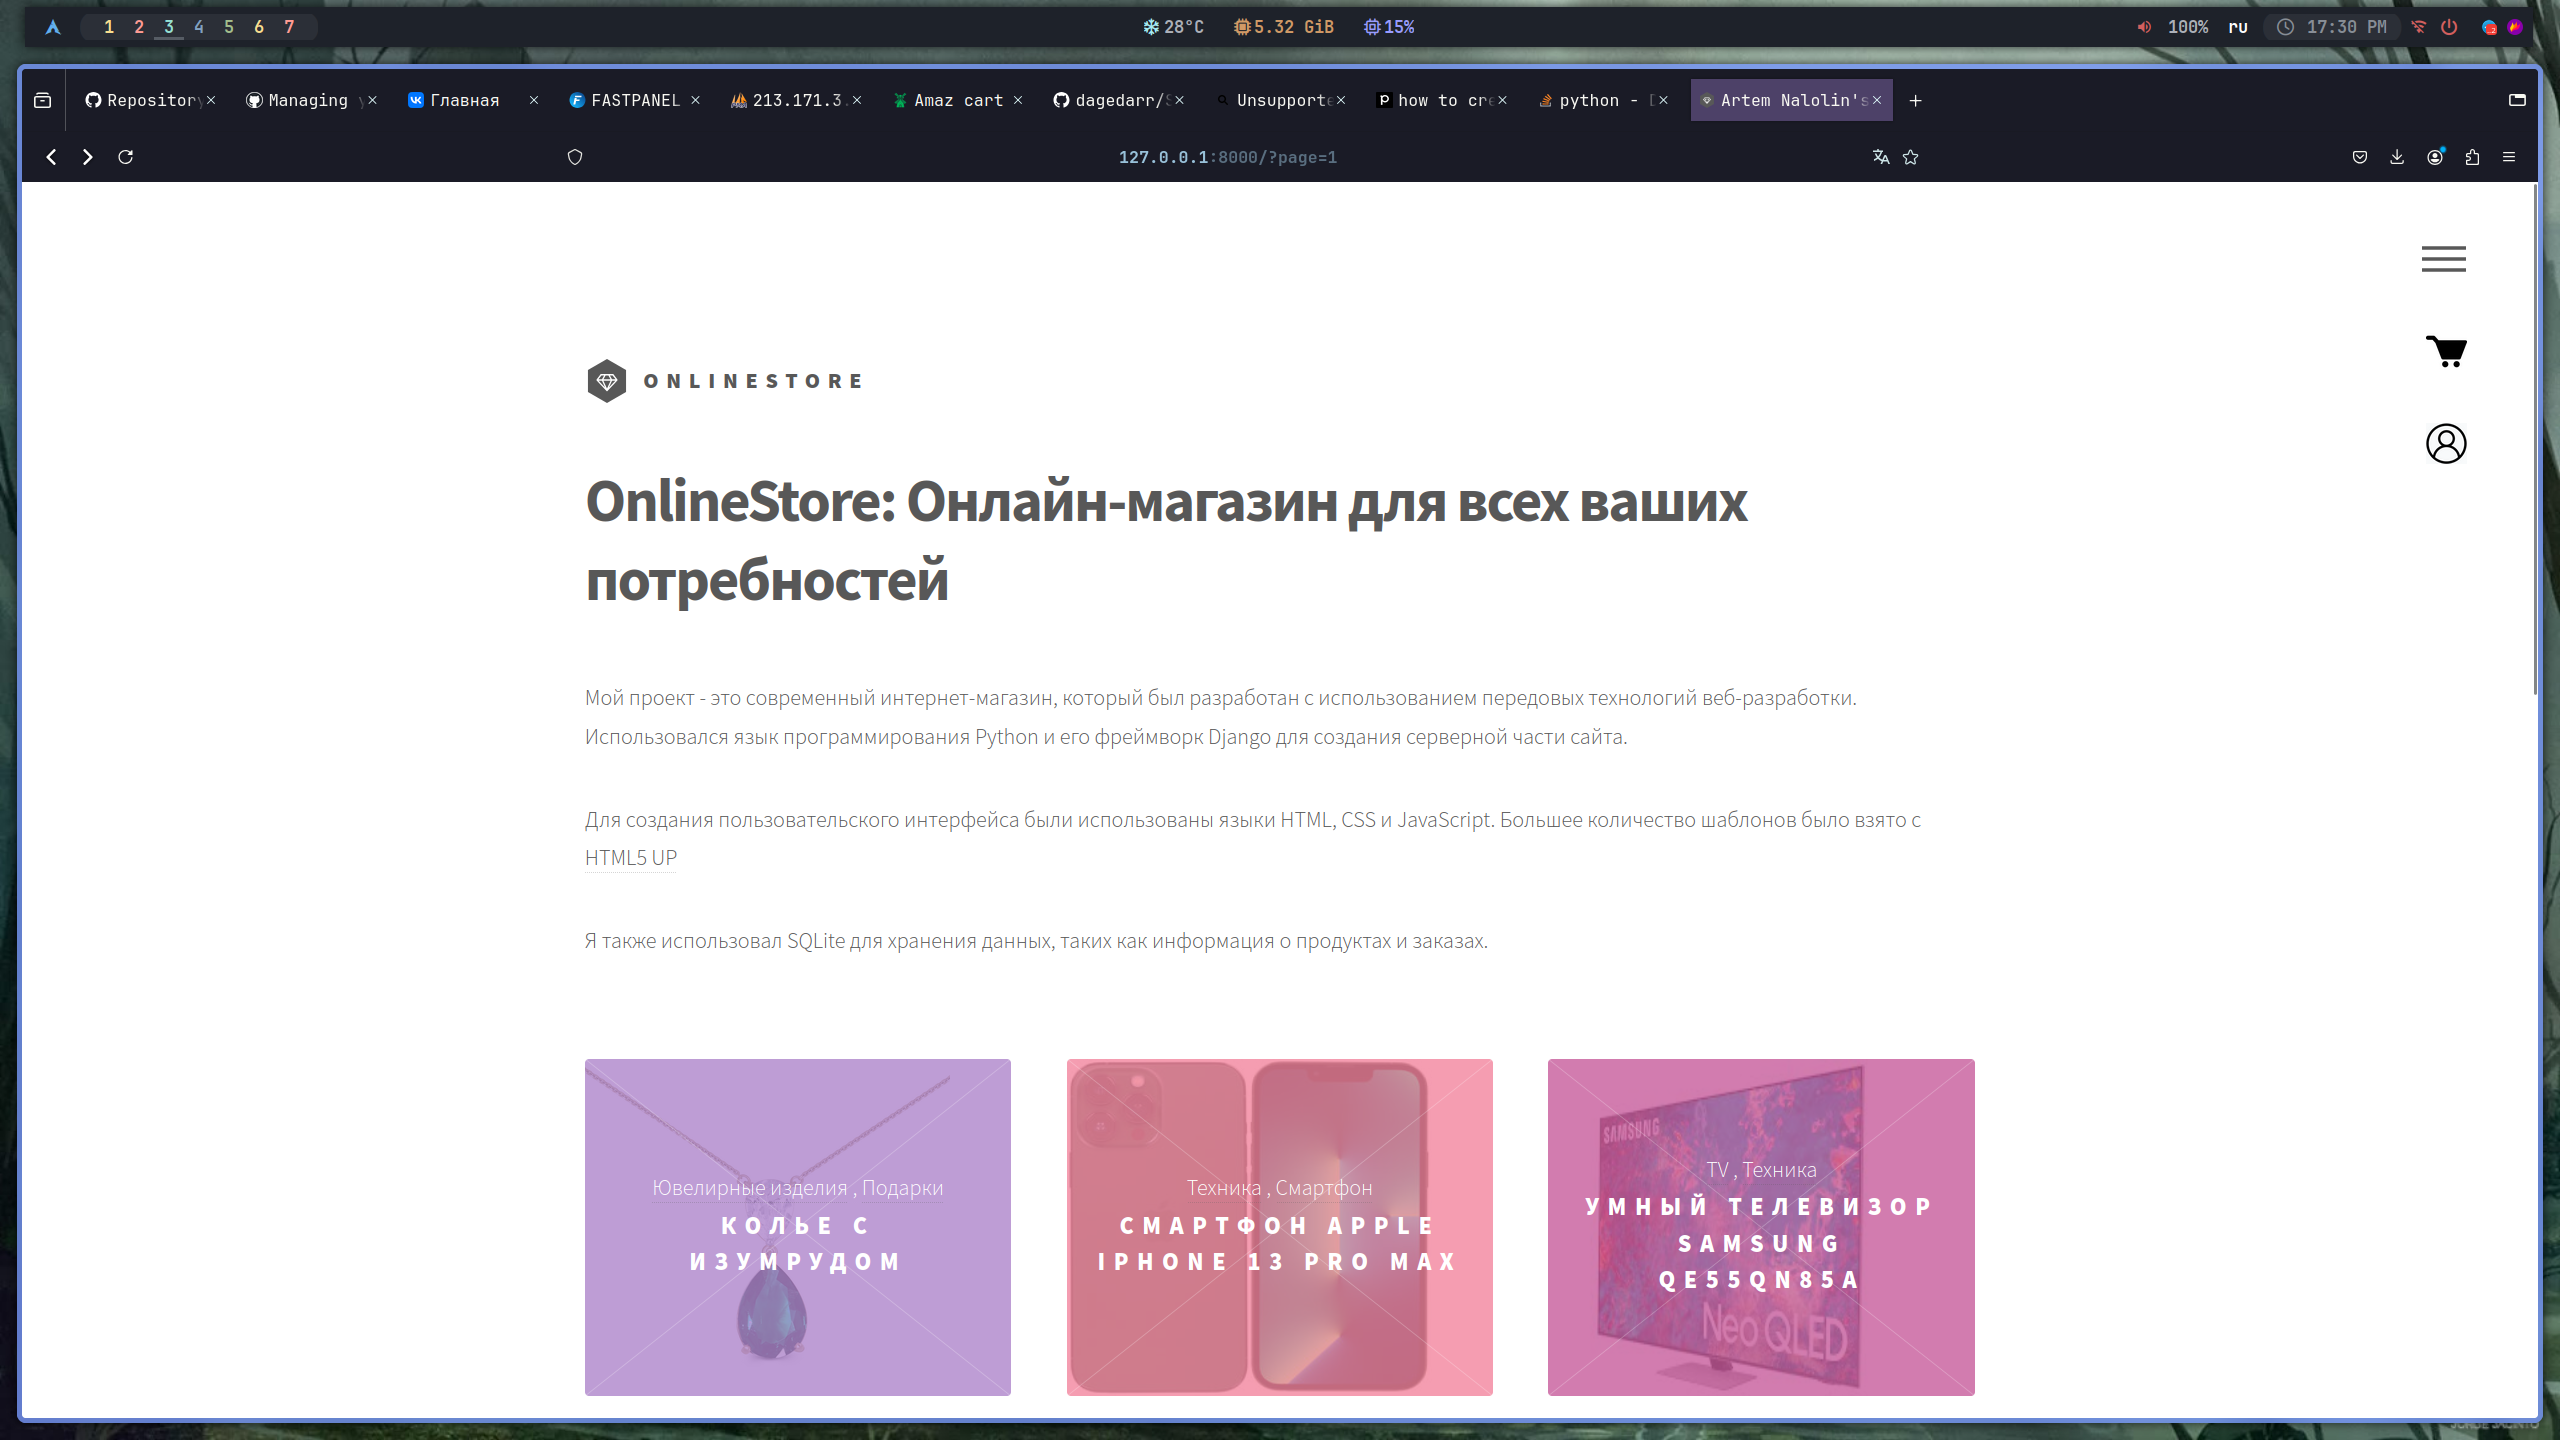 1 2 3 4 5 6 7
28°C 5.32 GiB 15%
100% ru 17:30 PM
Repository Managing Главная FASTPANEL 213.171.3. Amaz cart dagedarr/S Unsupporte how to cre python - Artem Nalolin's
127.0.0.1:8000/?page=1
ONLINESTORE
OnlineStore: Онлайн-магазин для всех ваших
потребностей
Мой проект - это современный интернет-магазин, который был разработан с использованием передовых технологий веб-разработки.
Использовался язык программирования Python и его фреймворк Django для создания серверной части сайта.
Для создания пользовательского интерфейса были использованы языки HTML, CSS и JavaScript. Большее количество шаблонов было взято с
HTML5 UP
Я также использовал SQLite для хранения данных, таких как информация о продуктах и заказах.
Ювелирные изделия , Подарки
КОЛЬЕ С
ИЗУМРУДОМ
Техника , Смартфон
СМАРТФОН APPLE
IPHONE 13 PRO MAX
SAMSUNG
TV , Техника
УМНЫЙ ТЕЛЕВИЗОР
SAMSUNG
QE55QN85A
Neo QLED